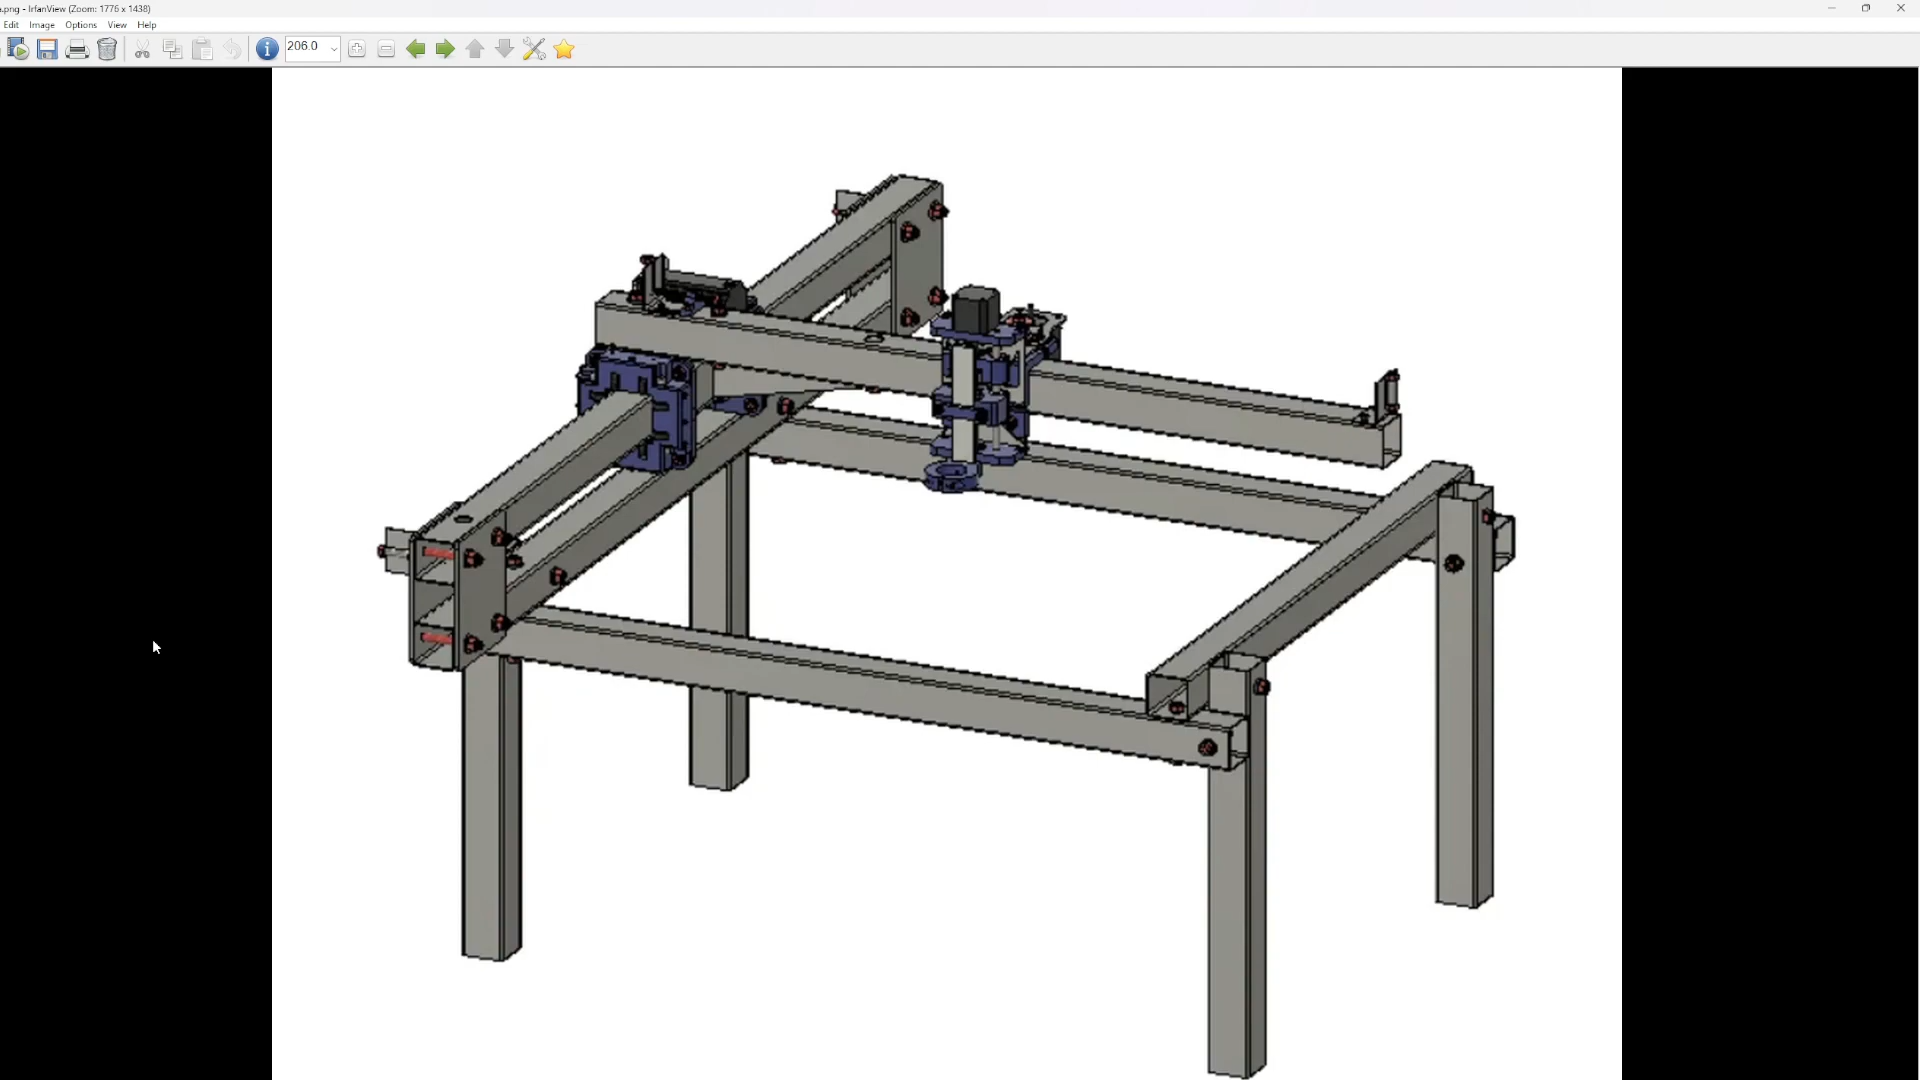 .png - IrfanView (Zoom: 1776 x 1438)
Edit Image Options View Help
206.0